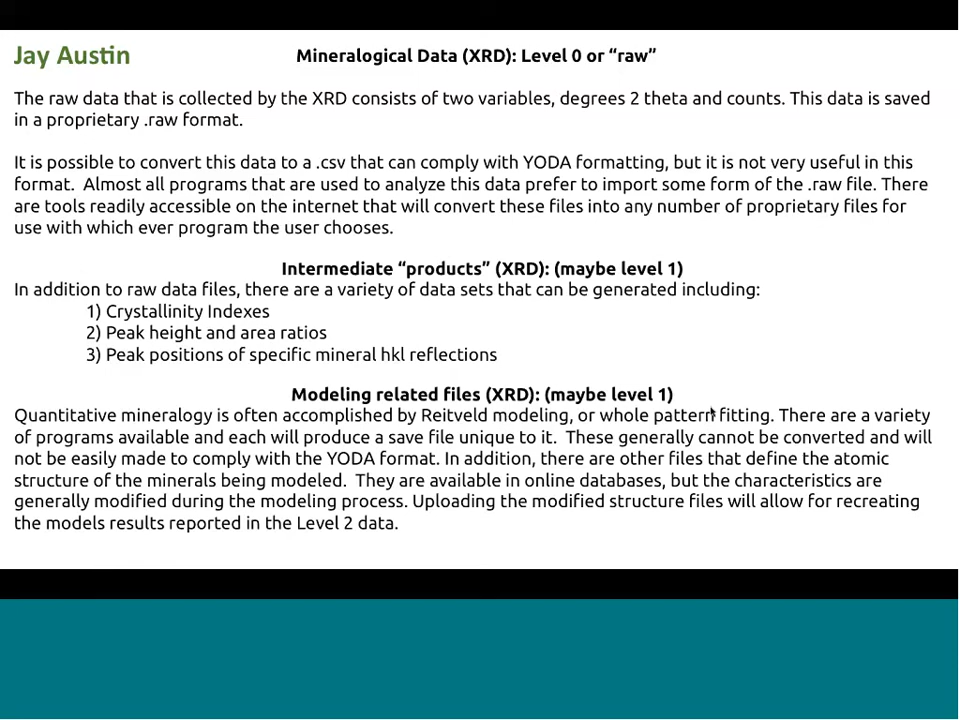 Jay Austin
Mineralogical Data (XRD): Level 0 or “raw”
The raw data that is collected by the XRD consists of two variables, degrees 2 theta and counts. This data is saved
in a proprietary .raw format.
It is possible to convert this data to a .csv that can comply with YODA formatting, but it is not very useful in this
format.  Almost all programs that are used to analyze this data prefer to import some form of the .raw file. There
are tools readily accessible on the internet that will convert these files into any number of proprietary files for
use with which ever program the user chooses.
Intermediate “products” (XRD): (maybe level 1)
In addition to raw data files, there are a variety of data sets that can be generated including:
1) Crystallinity Indexes
2) Peak height and area ratios
3) Peak positions of specific mineral hkl reflections
Modeling related files (XRD): (maybe level 1)
Quantitative mineralogy is often accomplished by Reitveld modeling, or whole pattern fitting. There are a variety
of programs available and each will produce a save file unique to it.  These generally cannot be converted and will
not be easily made to comply with the YODA format. In addition, there are other files that define the atomic
structure of the minerals being modeled.  They are available in online databases, but the characteristics are
generally modified during the modeling process. Uploading the modified structure files will allow for recreating
the models results reported in the Level 2 data.